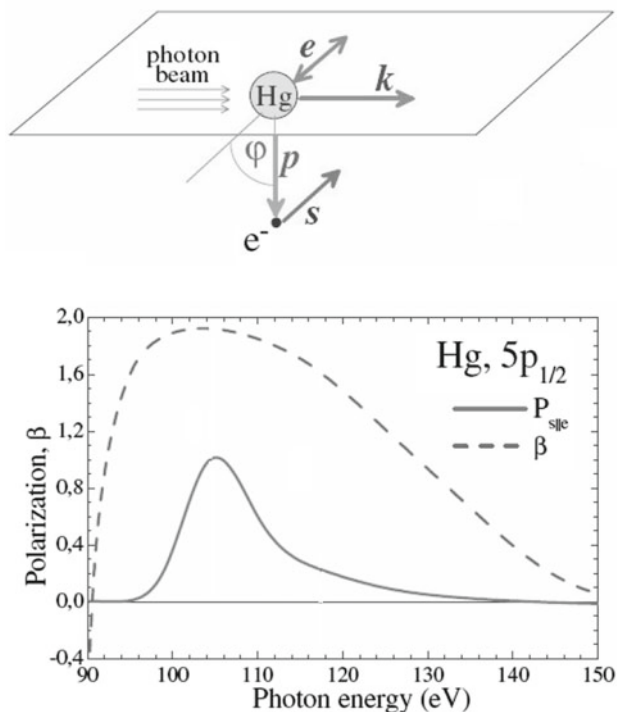 photon
beam
e
Hg
k
φ
p
s
e⁻
2,0
1,6
1,2
0,8
0,4
0,0
-0,4
Polarization, β
Hg, 5p1/2
P s||e
β
90 100 110 120 130 140 150
Photon energy (eV)